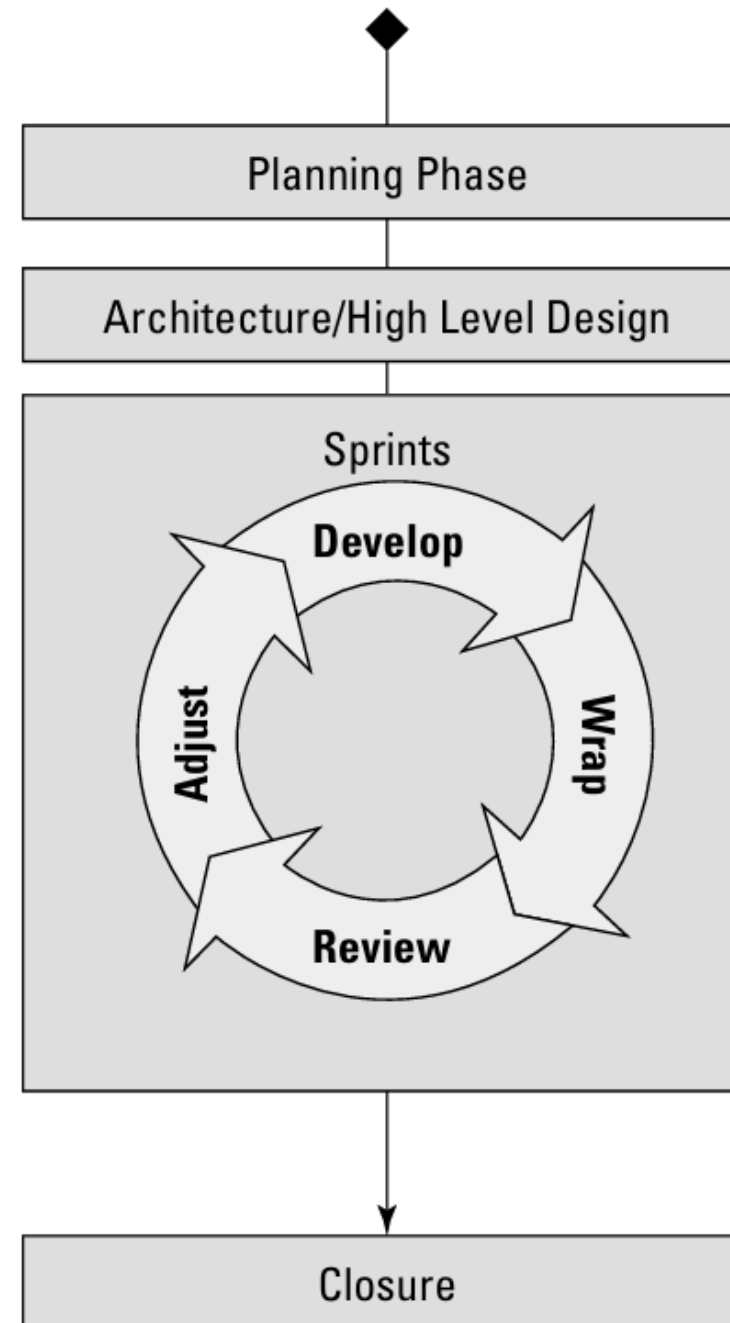 Planning Phase
Architecture/High Level Design
Sprints
Develop
Wrap
Review
Adjust
Closure